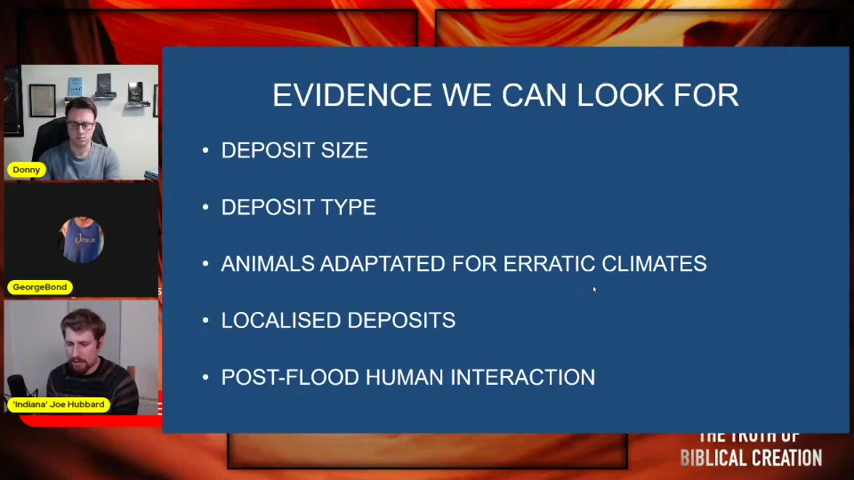 EVIDENCE WE CAN LOOK FOR
• DEPOSIT SIZE
• DEPOSIT TYPE
• ANIMALS ADAPTATED FOR ERRATIC CLIMATES
• LOCALISED DEPOSITS
• POST-FLOOD HUMAN INTERACTION
Donny
Jesus
GeorgeBond
'Indiana' Joe Hubbard
THE TRUTH OF
BIBLICAL CREATION